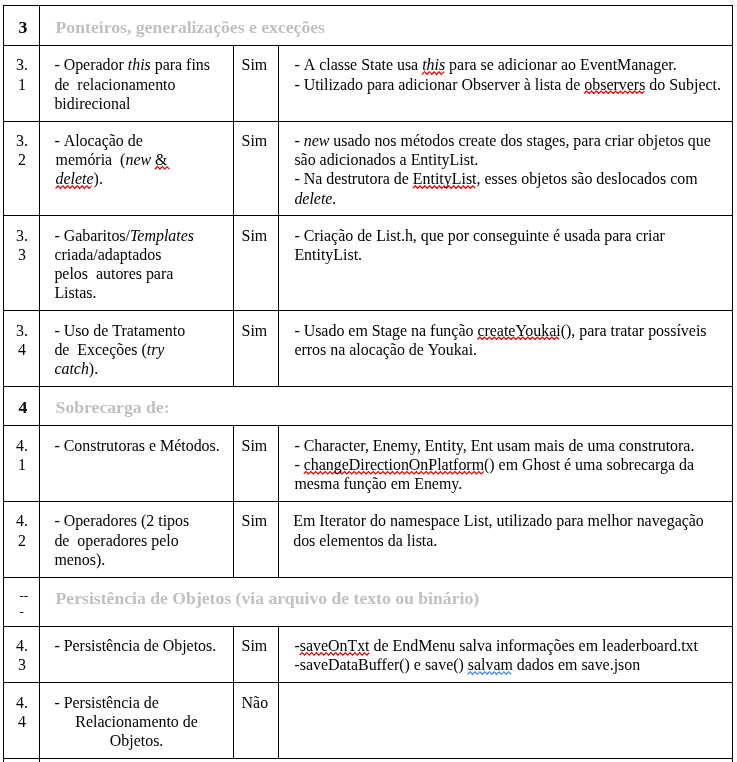 3 Ponteiros, generalizações e exceções
3.
1
- Operador this para fins
de  relacionamento
bidirecional
Sim
- A classe State usa this para se adicionar ao EventManager.
- Utilizado para adicionar Observer à lista de observers do Subject.
3.
2
- Alocação de
memória  (new &
delete).
Sim
- new usado nos métodos create dos stages, para criar objetos que
são adicionados a EntityList.
- Na destrutora de EntityList, esses objetos são deslocados com
delete.
3.
3
- Gabaritos/Templates
criada/adaptados
pelos  autores para
Listas.
Sim
- Criação de List.h, que por conseguinte é usada para criar
EntityList.
3.
4
- Uso de Tratamento
de  Exceções (try
catch).
Sim
- Usado em Stage na função createYoukai(), para tratar possíveis
erros na alocação de Youkai.
4 Sobrecarga de:
4.
1
- Construtoras e Métodos.
Sim
- Character, Enemy, Entity, Ent usam mais de uma construtora.
- changeDirectionOnPlatform() em Ghost é uma sobrecarga da
mesma função em Enemy.
4.
2
- Operadores (2 tipos
de  operadores pelo
menos).
Sim
Em Iterator do namespace List, utilizado para melhor navegação
dos elementos da lista.
--
-
Persistência de Objetos (via arquivo de texto ou binário)
4.
3
- Persistência de Objetos.
Sim
-saveOnTxt de EndMenu salva informações em leaderboard.txt
-saveDataBuffer() e save() salvam dados em save.json
4.
4
- Persistência de
Relacionamento de
Objetos.
Não